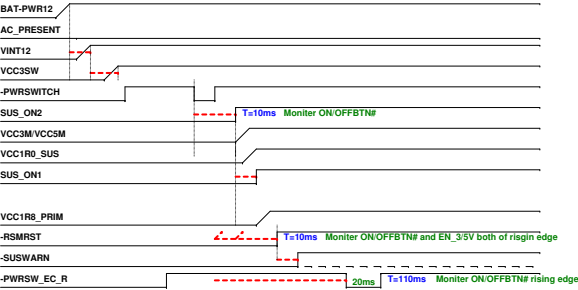 BAT-PWR12
AC_PRESENT
VINT12
VCC3SW
-PWRSWITCH
SUS_ON2 T=10ms Moniter ON/OFFBTN#
VCC3M/VCC5M
VCC1R0_SUS
SUS_ON1
VCC1R8_PRIM
-RSMRST T=10ms Moniter ON/OFFBTN# and EN_3/5V both of risgin edge
-SUSWARN
-PWRSW_EC_R 20ms T=110ms Moniter ON/OFFBTN# rising edge